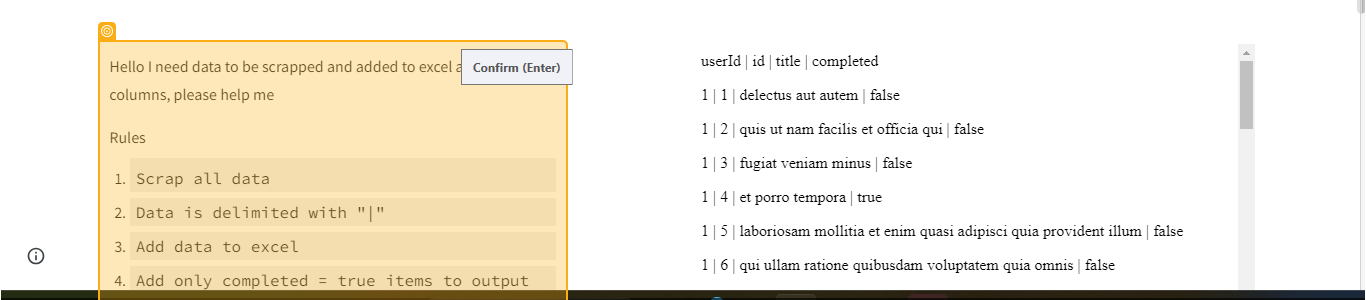 Hello I need data to be scrapped and added to excel a
Confirm (Enter)
columns, please help me
Rules
1. Scrap all data
2. Data is delimited with "|"
3. Add data to excel
4. Add only completed = true items to output
userId | id | title | completed
1 | 1 | delectus aut autem | false
1 | 2 | quis ut nam facilis et officia qui | false
1 | 3 | fugiat veniam minus | false
1 | 4 | et porro tempora | true
1 | 5 | laboriosam mollitia et enim quasi adipisci quia provident illum | false
1 | 6 | qui ullam ratione quibusdam voluptatem quia omnis | false